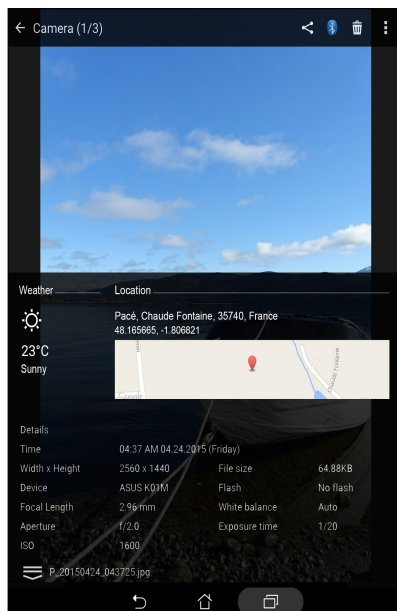 Camera (1/3)
Weather
Location
23°C
Sunny
Pacé, Chaude Fontaine, 35740, France
48.165665, -1.806821
Chaude Fontaine
Google
Details
Time 04:37 AM 04.24.2015 (Friday)
Width x Height 2560 x 1440 File size 64.88KB
Device ASUS K01M Flash No flash
Focal Length 2.96 mm White balance Auto
Aperture f/2.0 Exposure time 1/20
ISO 1600
P_20150424_043725.jpg